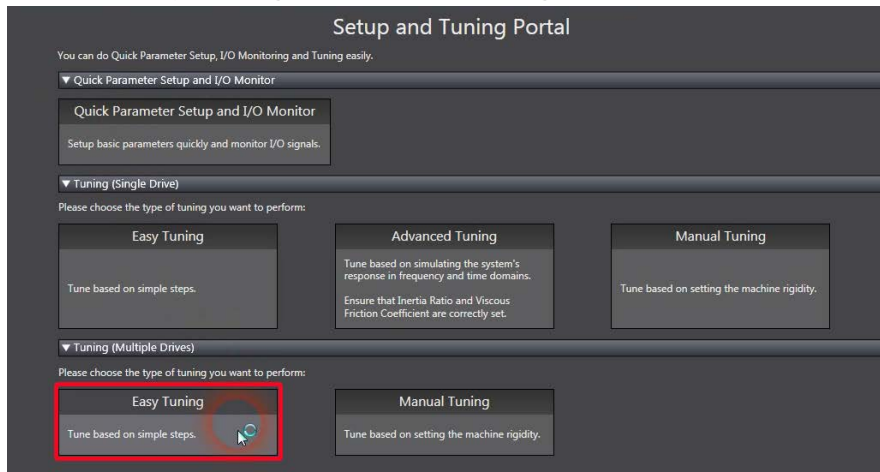 Setup and Tuning Portal
You can do Quick Parameter Setup, I/O Monitoring and Tuning easily.
▼ Quick Parameter Setup and I/O Monitor
Quick Parameter Setup and I/O Monitor
Setup basic parameters quickly and monitor I/O signals.
▼ Tuning (Single Drive)
Please choose the type of tuning you want to perform:
Easy Tuning
Tune based on simple steps.
Advanced Tuning
Tune based on simulating the system's
response in frequency and time domains.
Ensure that Inertia Ratio and Viscous
Friction Coefficient are correctly set.
Manual Tuning
Tune based on setting the machine rigidity.
▼ Tuning (Multiple Drives)
Please choose the type of tuning you want to perform:
Easy Tuning
Tune based on simple steps.
Manual Tuning
Tune based on setting the machine rigidity.